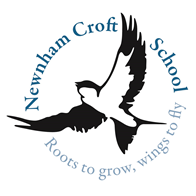 Newnham Croft School
Roots to grow, wings to fly